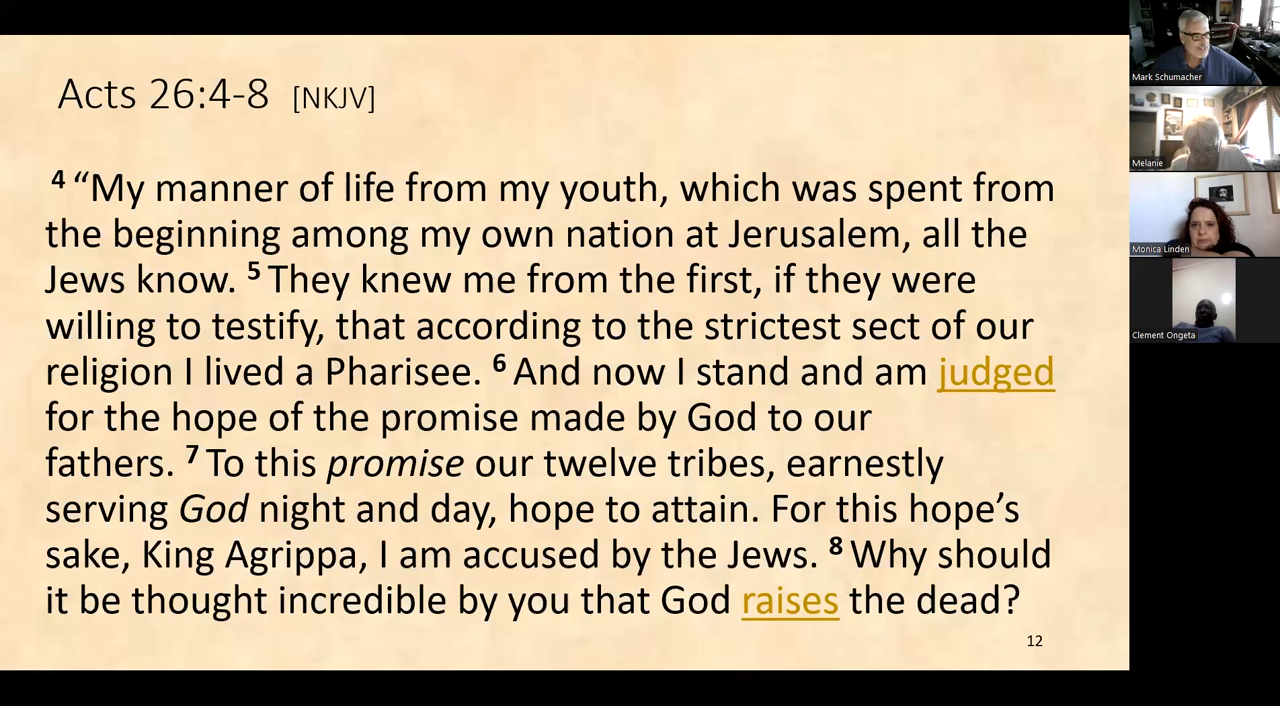 Acts 26:4-8 [NKJV]
4 “My manner of life from my youth, which was spent from
the beginning among my own nation at Jerusalem, all the
Jews know. 5 They knew me from the first, if they were
willing to testify, that according to the strictest sect of our
religion I lived a Pharisee. 6 And now I stand and am judged
for the hope of the promise made by God to our
fathers. 7 To this promise our twelve tribes, earnestly
serving God night and day, hope to attain. For this hope’s
sake, King Agrippa, I am accused by the Jews. 8 Why should
it be thought incredible by you that God raises the dead?
12
Mark Schumacher
Melanie
Monica Linden
Clement Ongeta